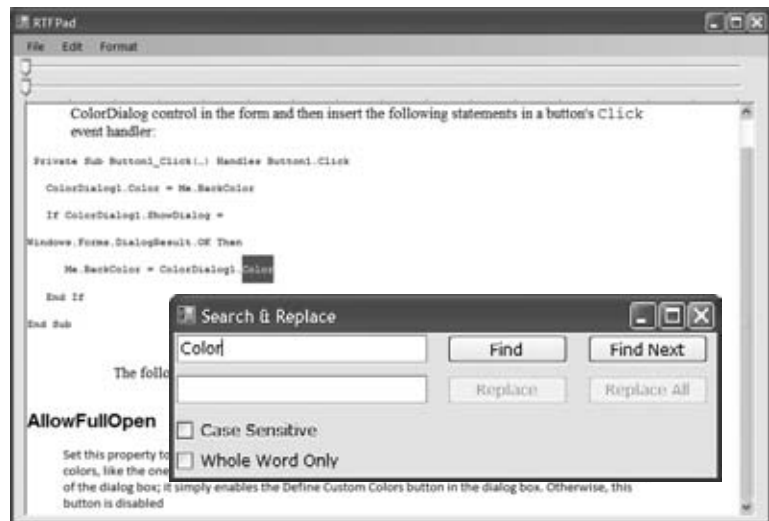 RTFPad
File Edit Format
ColorDialog control in the form and then insert the following statements in a button's Click
event handler:
Private Sub Button1_Click(…) Handles Button1.Click
ColorDialog1.Color = Me.BackColor
If ColorDialog1.ShowDialog =
Windows.Forms.DialogResult.OK Then
Me.BackColor = ColorDialog1.Color
End If
End Sub
The follo
AllowFullOpen
Set this property to
colors, like the one
of the dialog box; it simply enables the Define Custom Colors button in the dialog box. Otherwise, this
button is disabled
Search & Replace
Color
Find Find Next
Replace Replace All
Case Sensitive
Whole Word Only